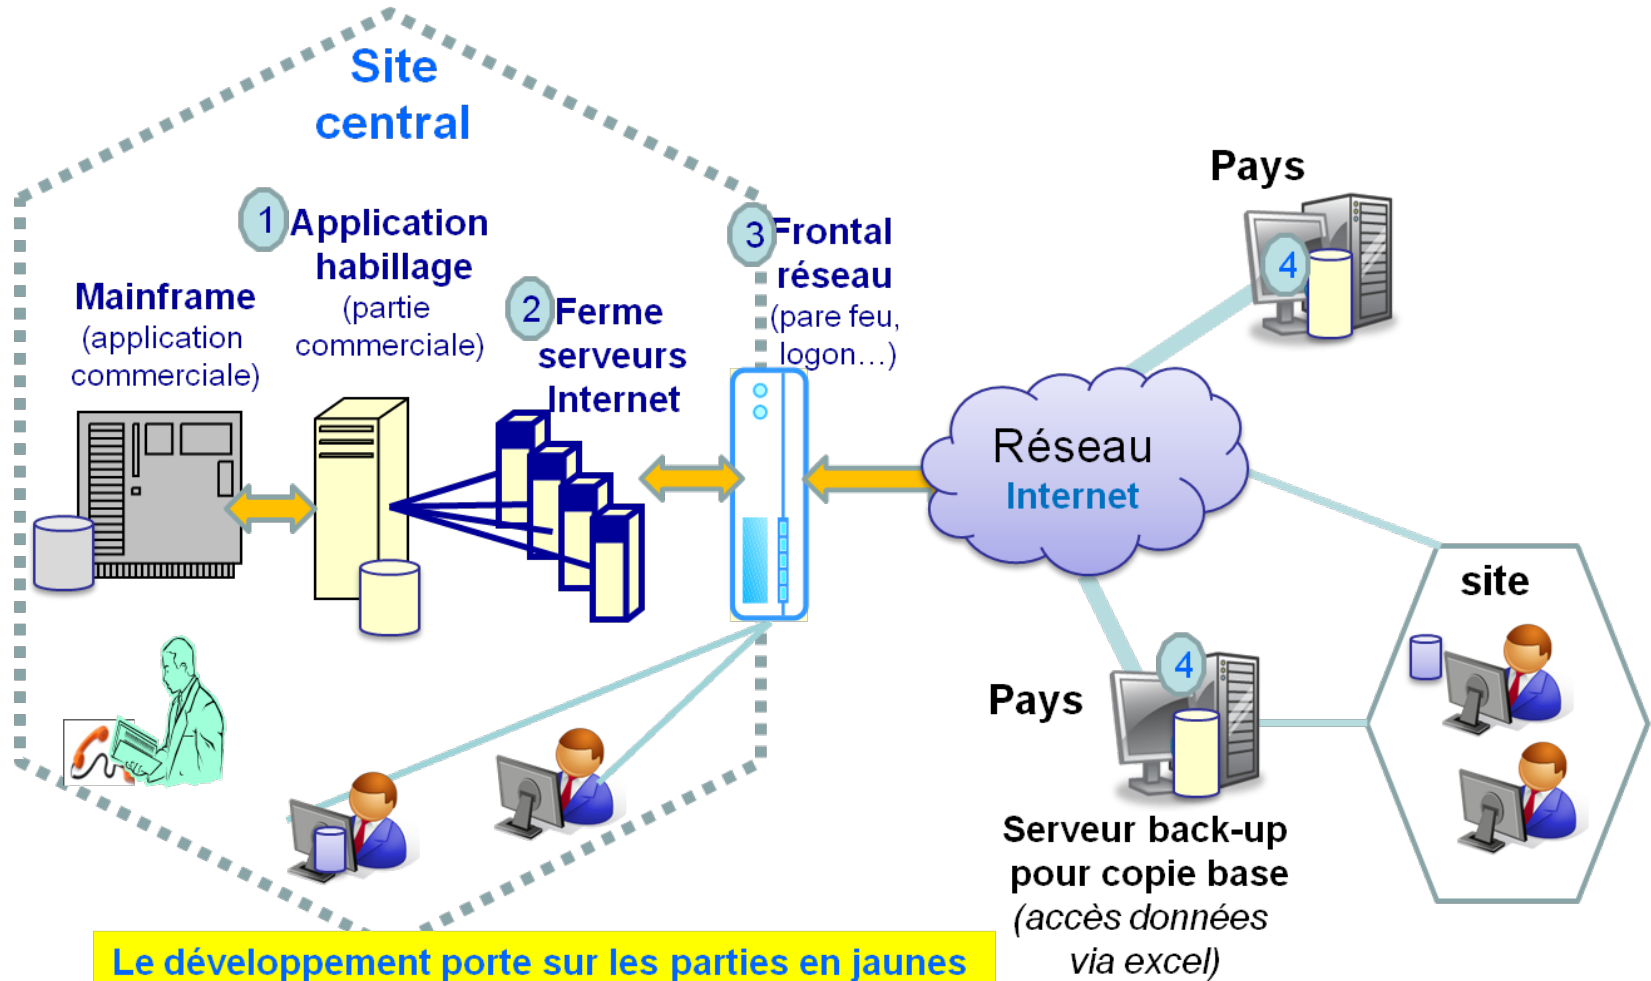 Site
central
Pays
1
Application
habillage
(partie
commerciale)
Mainframe
(application
commerciale)
2
Ferme
serveurs
Internet
3
Frontal
réseau
(pare feu,
logon…)
4
Réseau
Internet
site
4
Pays
Serveur back-up
pour copie base
(accès données
via excel)
Le développement porte sur les parties en jaunes